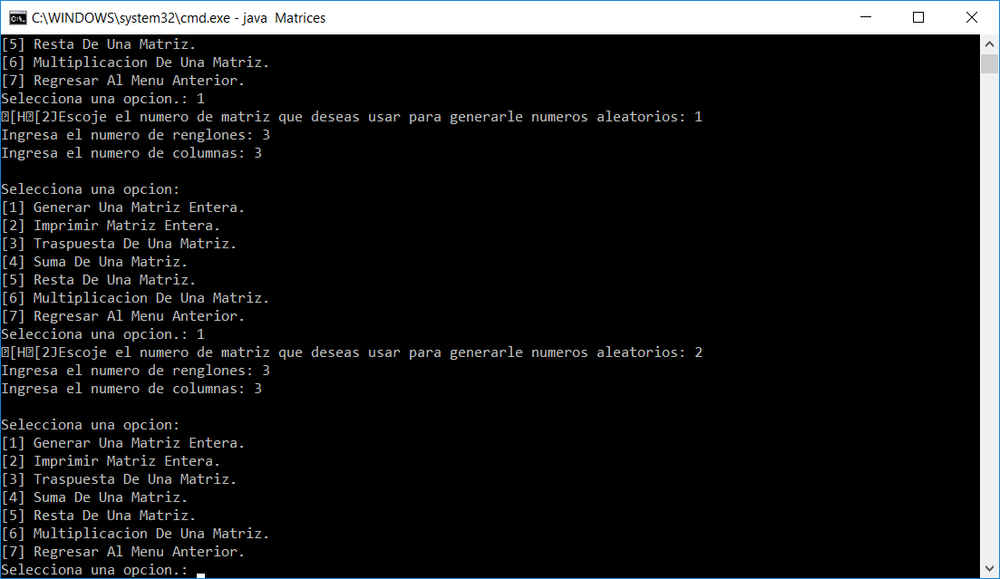 C:\WINDOWS\system32\cmd.exe - java  Matrices
[5] Resta De Una Matriz.
[6] Multiplicacion De Una Matriz.
[7] Regresar Al Menu Anterior.
Selecciona una opcion.: 1
[H[2JEscoje el numero de matriz que deseas usar para generarle numeros aleatorios: 1
Ingresa el numero de renglones: 3
Ingresa el numero de columnas: 3
Selecciona una opcion:
[1] Generar Una Matriz Entera.
[2] Imprimir Matriz Entera.
[3] Traspuesta De Una Matriz.
[4] Suma De Una Matriz.
[5] Resta De Una Matriz.
[6] Multiplicacion De Una Matriz.
[7] Regresar Al Menu Anterior.
Selecciona una opcion.: 1
[H[2JEscoje el numero de matriz que deseas usar para generarle numeros aleatorios: 2
Ingresa el numero de renglones: 3
Ingresa el numero de columnas: 3
Selecciona una opcion:
[1] Generar Una Matriz Entera.
[2] Imprimir Matriz Entera.
[3] Traspuesta De Una Matriz.
[4] Suma De Una Matriz.
[5] Resta De Una Matriz.
[6] Multiplicacion De Una Matriz.
[7] Regresar Al Menu Anterior.
Selecciona una opcion.: